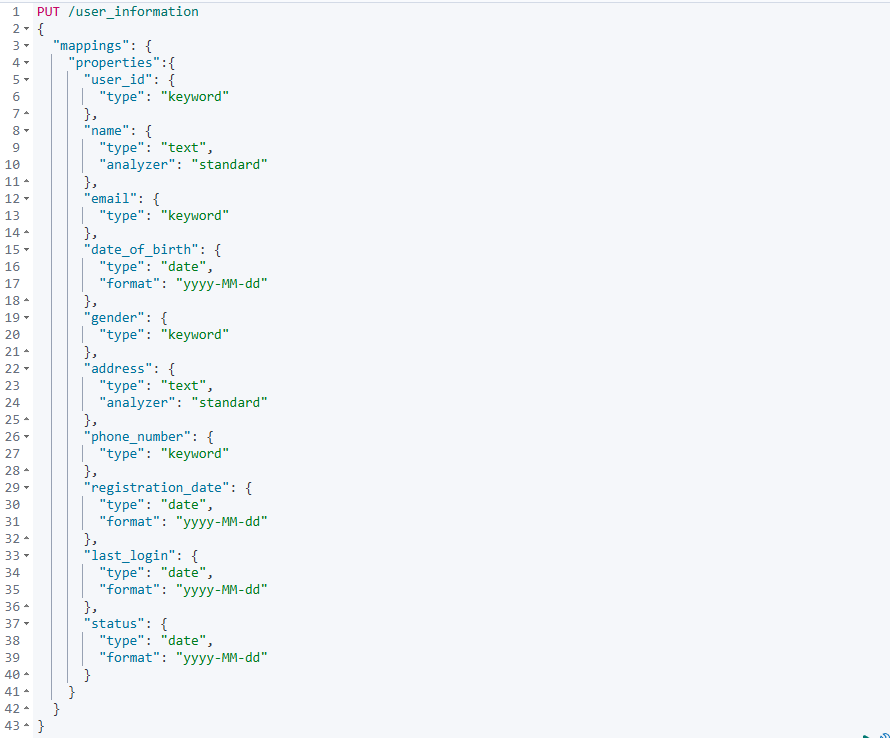 1 PUT /user_information
2 {
3 "mappings": {
4 "properties":{
5 "user_id": {
6 "type": "keyword"
7 },
8 "name": {
9 "type": "text",
10 "analyzer": "standard"
11 },
12 "email": {
13 "type": "keyword"
14 },
15 "date_of_birth": {
16 "type": "date",
17 "format": "yyyy-MM-dd"
18 },
19 "gender": {
20 "type": "keyword"
21 },
22 "address": {
23 "type": "text",
24 "analyzer": "standard"
25 },
26 "phone_number": {
27 "type": "keyword"
28 },
29 "registration_date": {
30 "type": "date",
31 "format": "yyyy-MM-dd"
32 },
33 "last_login": {
34 "type": "date",
35 "format": "yyyy-MM-dd"
36 },
37 "status": {
38 "type": "date",
39 "format": "yyyy-MM-dd"
40 }
41 }
42 }
43 }